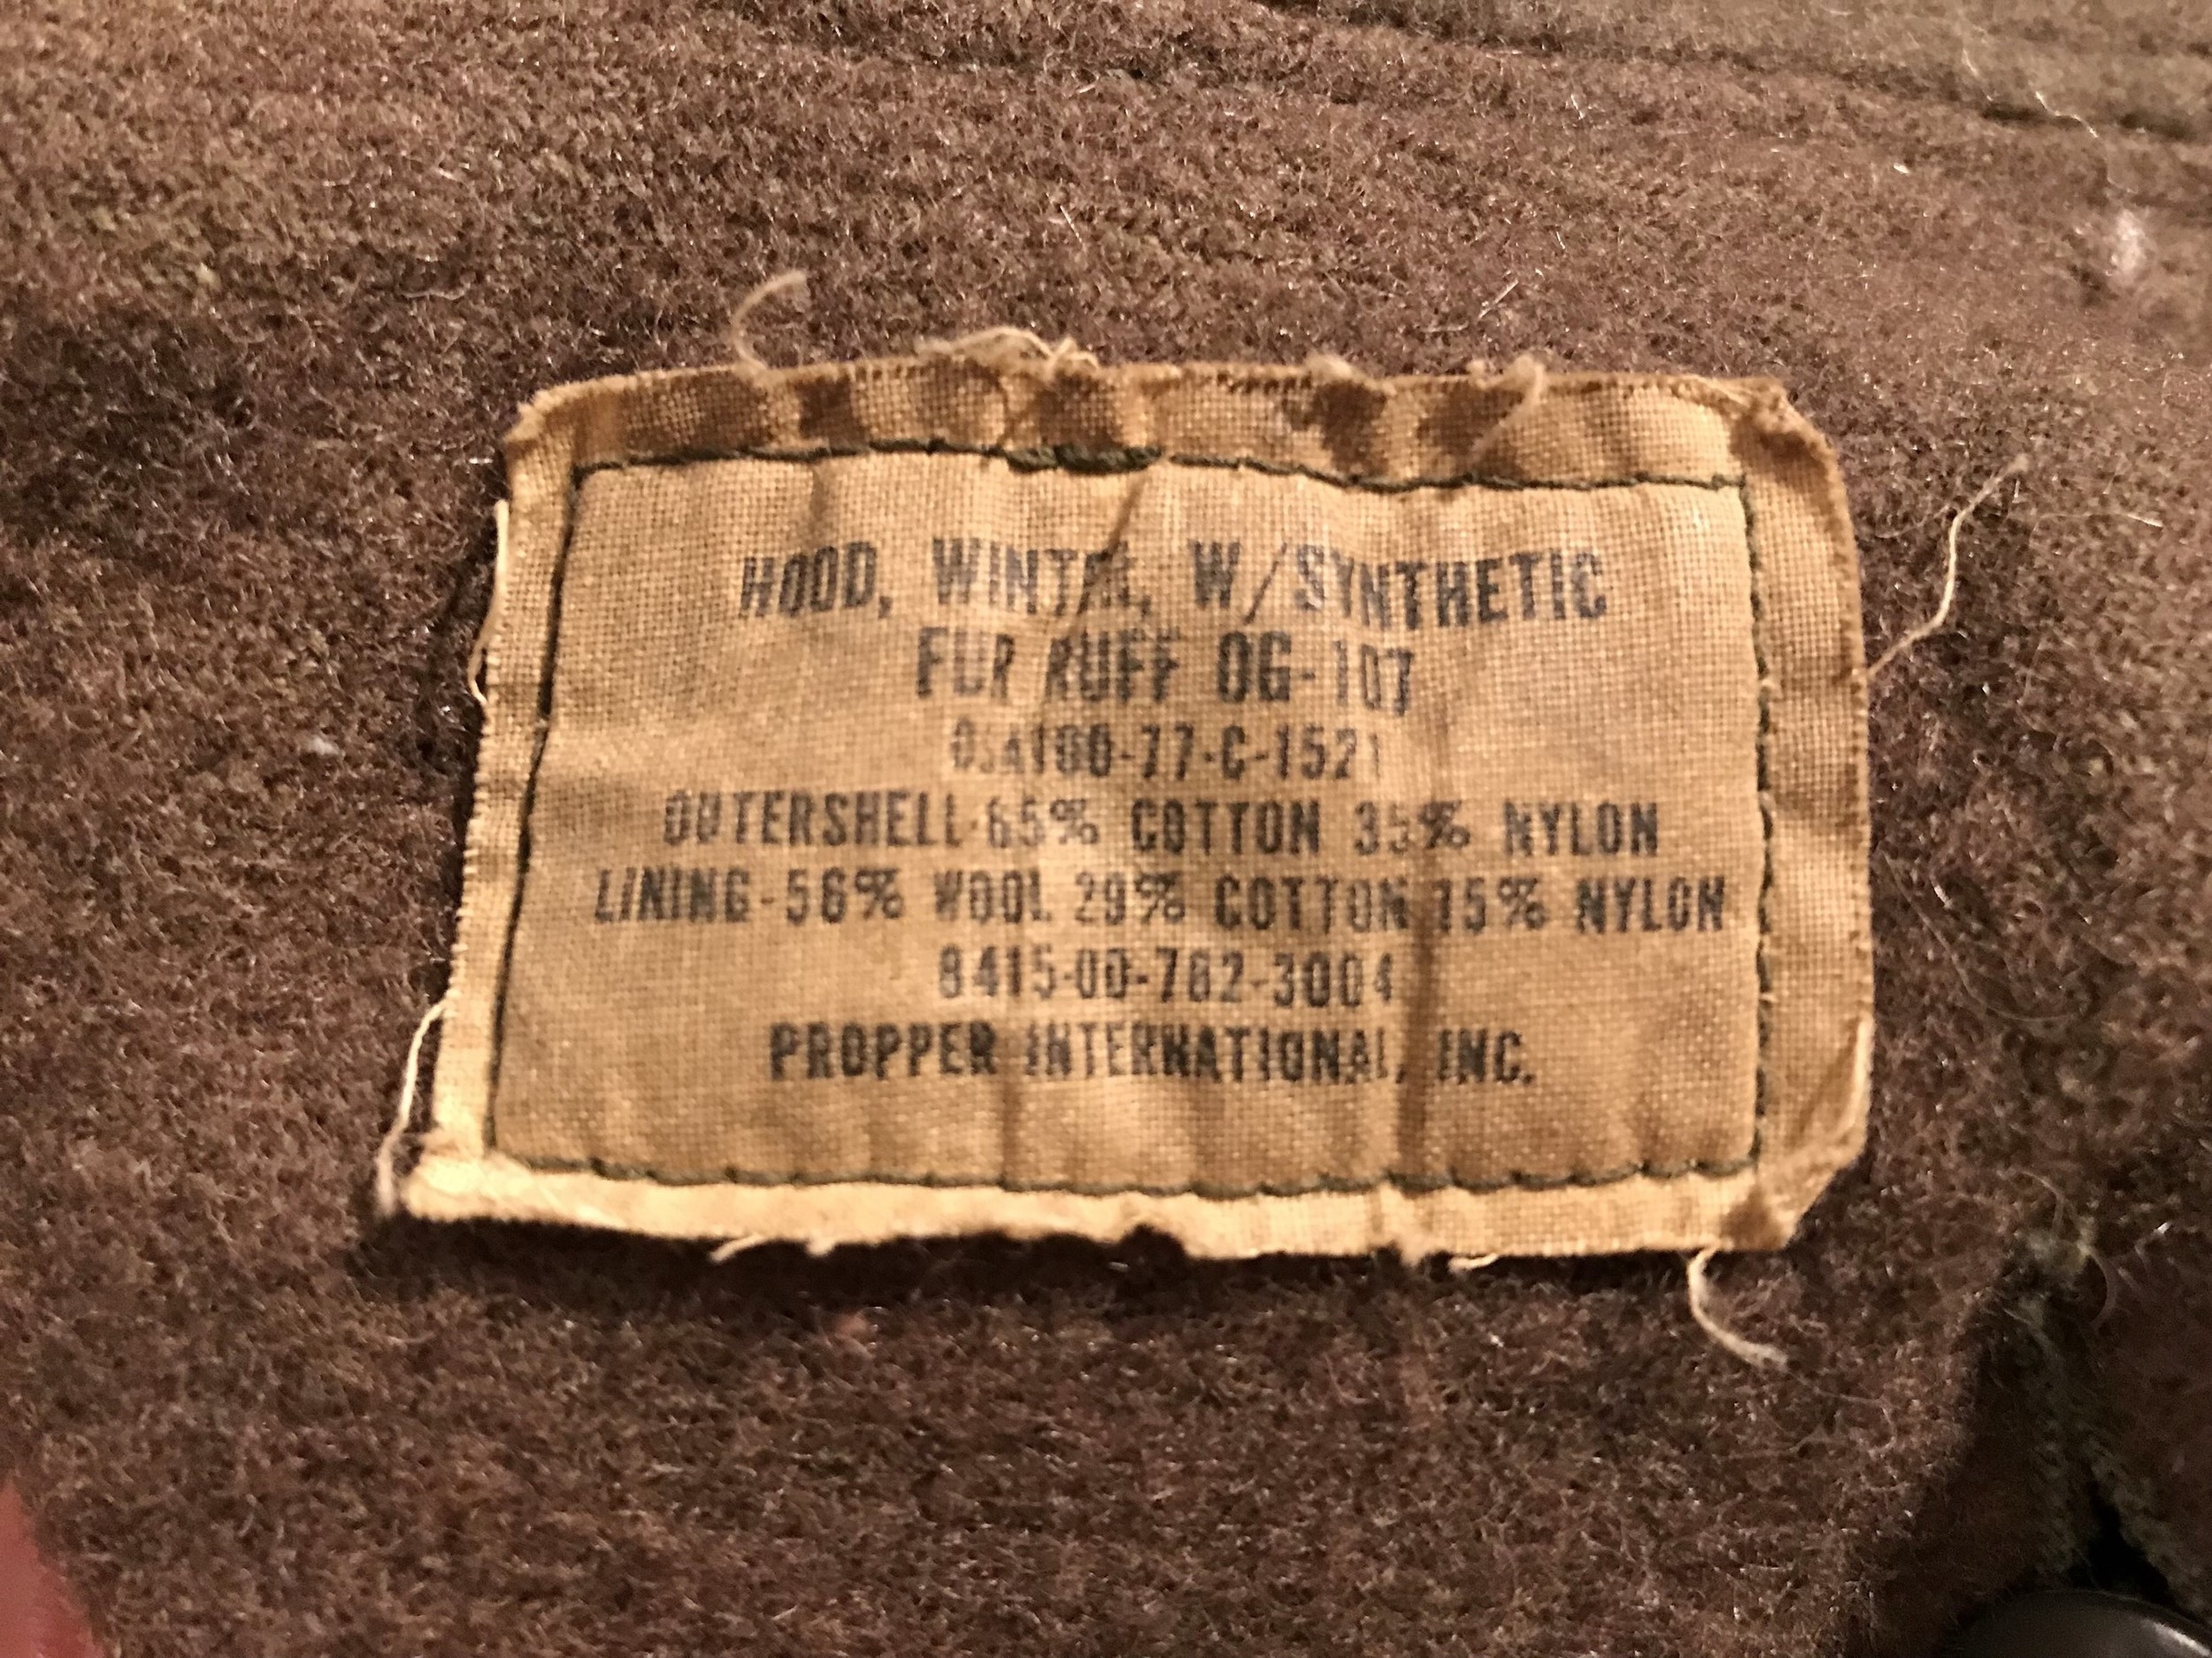 HOOD, WINTER, W/SYNTHETIC
FUR RUFF OG-107
DSA100-77-C-1521
OUTERSHELL-65% COTTON 35% NYLON
LINING-56% WOOL 29% COTTON 15% NYLON
8415-00-782-3004
PROPPER INTERNATIONAL, INC.